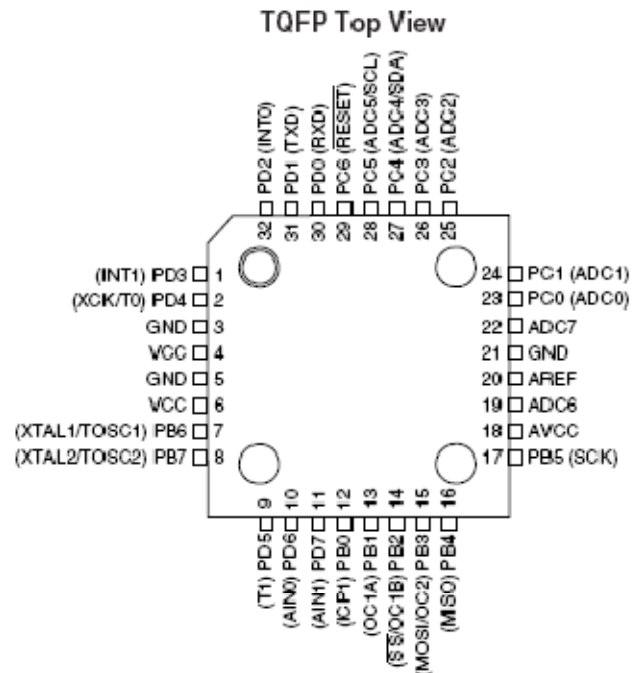 TQFP Top View
PD2 (INT0)
PD1 (TXD)
PD0 (RXD)
PC6 (RESET)
PC5 (ADC5/SCL)
PC4 (ADC4/SDA)
PC3 (ADC3)
PC2 (ADC2)
32
31
30
29
28
27
26
25
(INT1) PD3 1
(XCK/T0) PD4 2
GND 3
VCC 4
GND 5
VCC 6
(XTAL1/TOSC1) PB6 7
(XTAL2/TOSC2) PB7 8
24 PC1 (ADC1)
23 PC0 (ADC0)
22 ADC7
21 GND
20 AREF
19 ADC6
18 AVCC
17 PB5 (SCK)
9
10
11
12
13
14
15
16
(T1) PD5
(AIN0) PD6
(AIN1) PD7
(ICP1) PB0
(OC1A) PB1
(SS/OC1B) PB2
(MOSI/OC2) PB3
(MISO) PB4